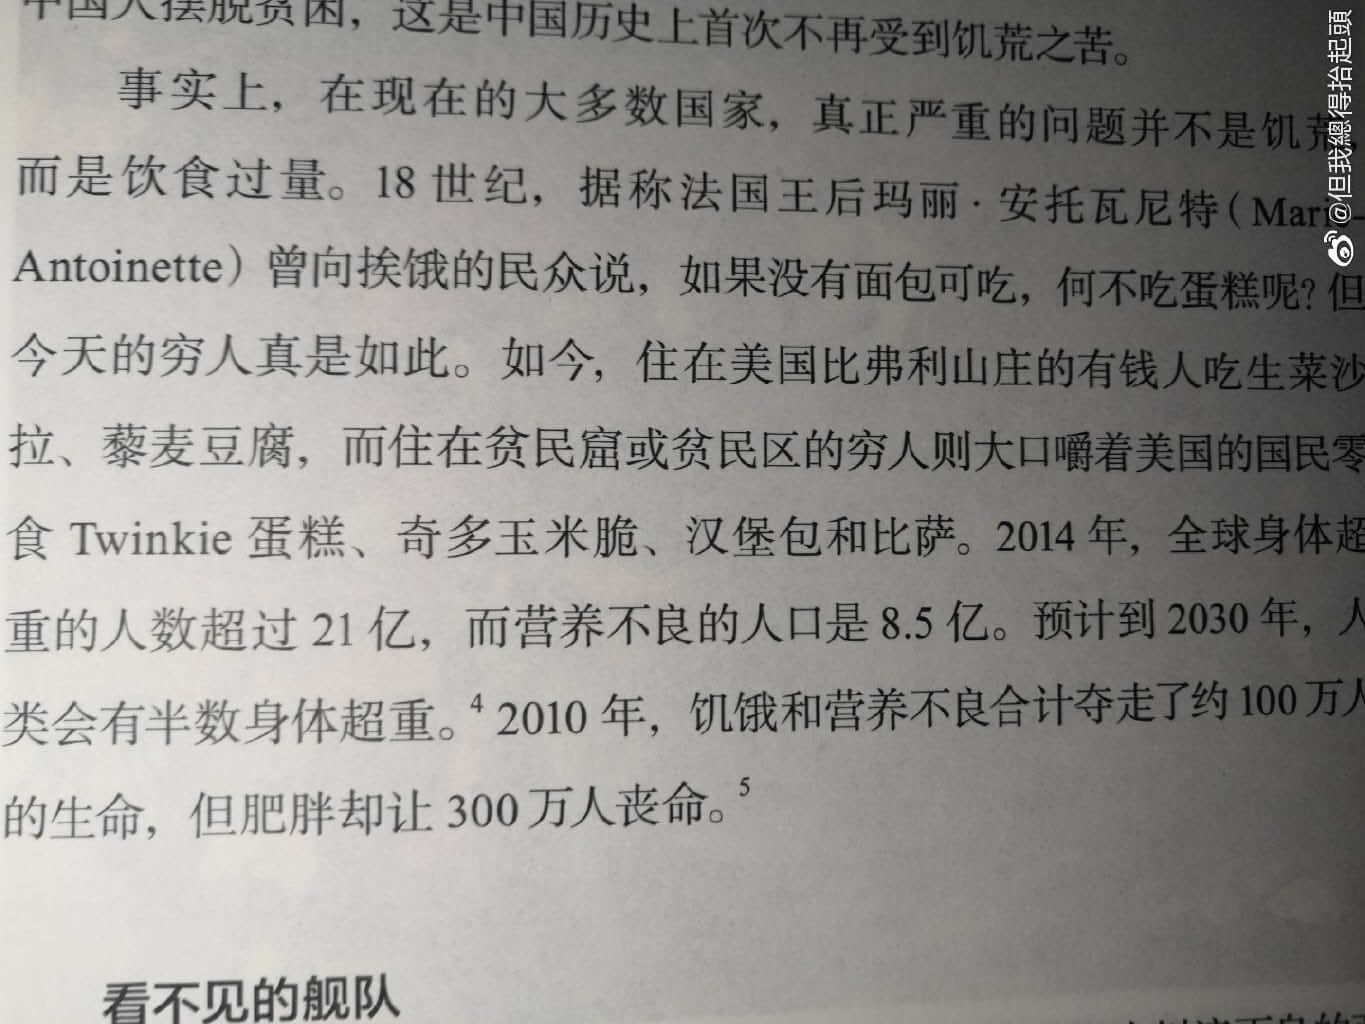 中国人摆脱贫困，这是中国历史上首次不再受到饥荒之苦。
事实上，在现在的大多数国家，真正严重的问题并不是饥荒，
而是饮食过量。18 世纪，据称法国王后玛丽·安托瓦尼特（Marie-
Antoinette）曾向挨饿的民众说，如果没有面包可吃，何不吃蛋糕呢？但
今天的穷人真是如此。如今，住在美国比弗利山庄的有钱人吃生菜沙
拉、藜麦豆腐，而住在贫民窟或贫民区的穷人则大口嚼着美国的国民零
食 Twinkie 蛋糕、奇多玉米脆、汉堡包和比萨。2014 年，全球身体超
重的人数超过 21 亿，而营养不良的人口是 8.5 亿。预计到 2030 年，人
类会有半数身体超重。4 2010 年，饥饿和营养不良合计夺走了约 100 万人
的生命，但肥胖却让 300 万人丧命。5
看不见的舰队
@但我總得抬起頭